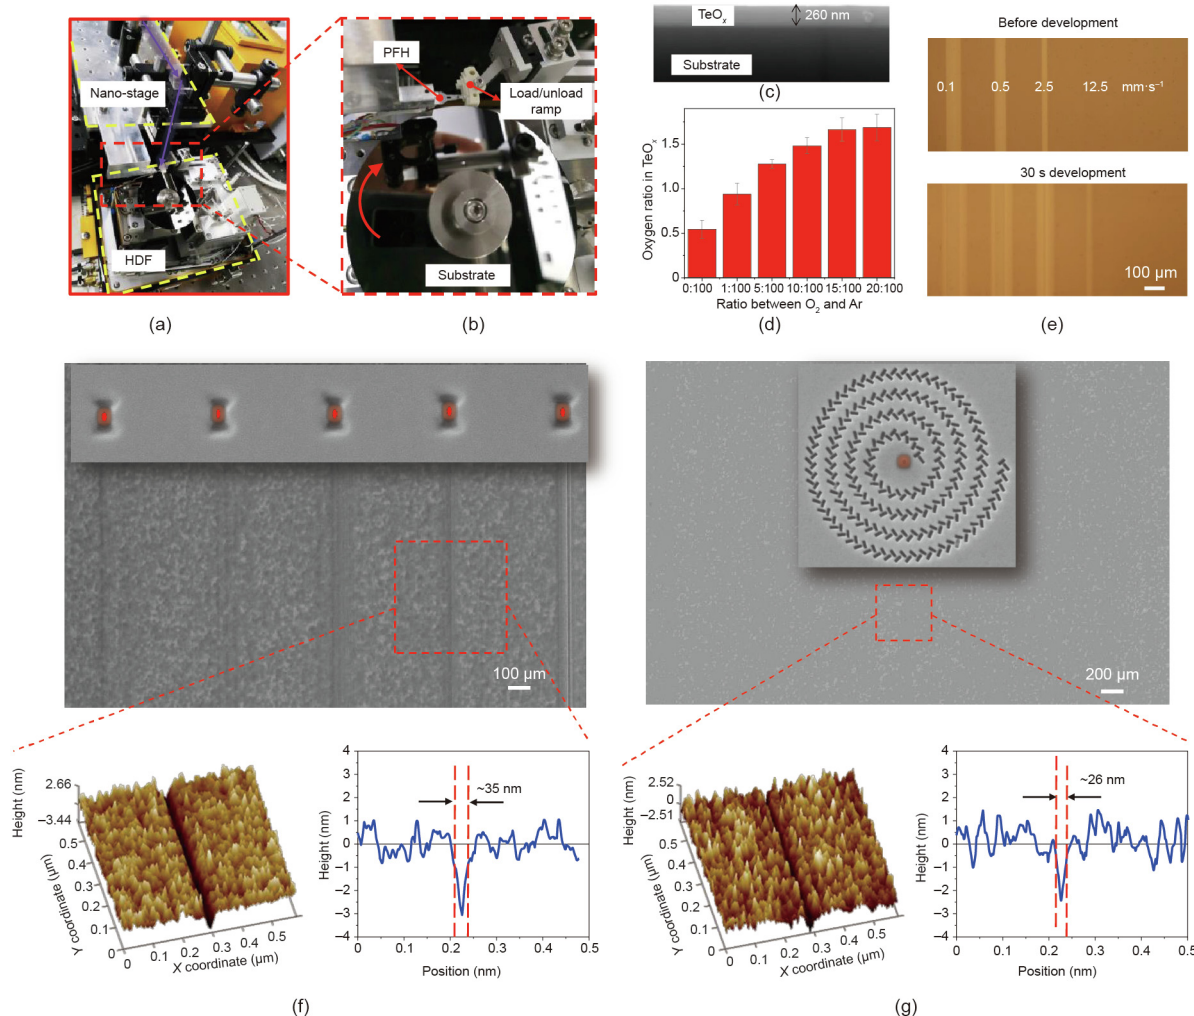 Nano-stage
HDF
(a)
PFH
Load/unload
ramp
Substrate
(b)
TeOₓ
260 nm
Substrate
(c)
Oxygen ratio in TeOₓ
1.5
1.0
0.5
0
0:100 1:100 5:100 10:100 15:100 20:100
Ratio between O₂ and Ar
(d)
Before development
0.1 0.5 2.5 12.5 mm·s⁻¹
30 s development
100 μm
(e)
100 μm
Height (nm)
2.66
−3.44
0.5
0.4
0.3
0.2
0.1
0
Y coordinate (μm)
0 0.1 0.2 0.3 0.4 0.5
X coordinate (μm)
Height (nm)
4
3
2
1
0
−1
−2
−3
−4
~35 nm
0 0.1 0.2 0.3 0.4 0.5
Position (nm)
(f)
200 μm
Height (nm)
2.52
0
−2.51
0.5
0.4
0.3
0.2
0.1
0
Y coordinate (μm)
0 0.1 0.2 0.3 0.4 0.5
X coordinate (μm)
Height (nm)
4
3
2
1
0
−1
−2
−3
−4
~26 nm
0 0.1 0.2 0.3 0.4 0.5
Position (nm)
(g)